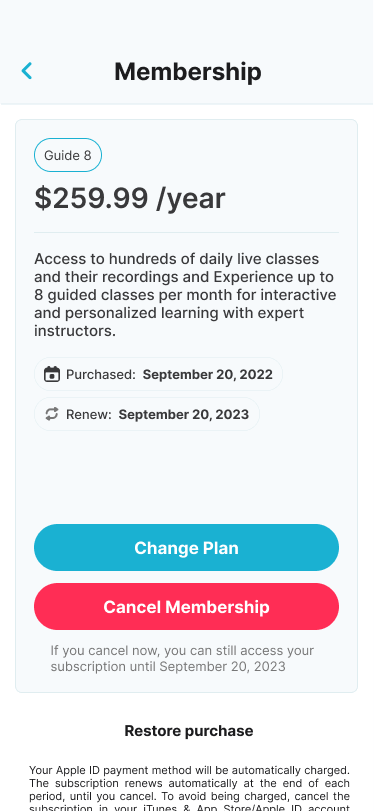 Membership
Guide 8
$259.99 /year
Access to hundreds of daily live classes
and their recordings and Experience up to
8 guided classes per month for interactive
and personalized learning with expert
instructors.
Purchased: September 20, 2022
Renew: September 20, 2023
Change Plan
Cancel Membership
If you cancel now, you can still access your
subscription until September 20, 2023
Restore purchase
Your Apple ID payment method will be automatically charged.
The subscription renews automatically at the end of each
period, until you cancel. To avoid being charged, cancel the
subscription in your iTunes & App Store/Apple ID account